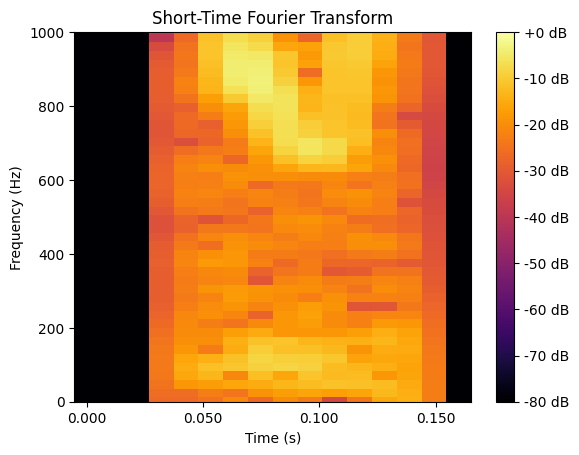 Short-Time Fourier Transform
1000
800
600
400
200
0
Frequency (Hz)
0.000
0.050
0.100
0.150
Time (s)
+0 dB
-10 dB
-20 dB
-30 dB
-40 dB
-50 dB
-60 dB
-70 dB
-80 dB